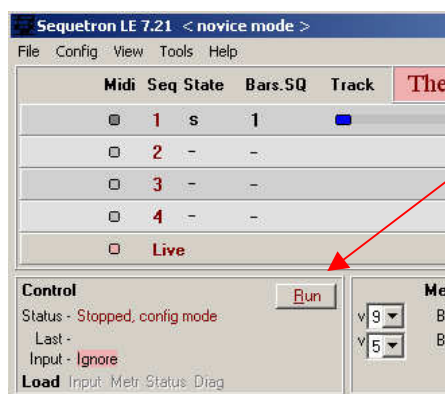 Sequetron LE 7.21 < novice mode >
File Config View Tools Help
Midi Seq State Bars.SQ Track The
1 s 1
2 - -
3 - -
4 - -
Live
Control Run Me
Status - Stopped, config mode v 9 B
Last - v 5 B
Input - Ignore
Load Input Metr Status Diag